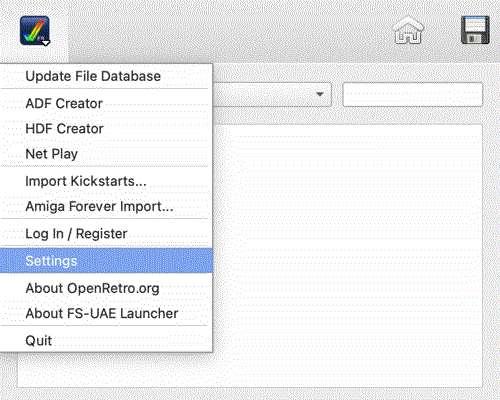 Update File Database
ADF Creator
HDF Creator
Net Play
Import Kickstarts...
Amiga Forever Import...
Log In / Register
Settings
About OpenRetro.org
About FS-UAE Launcher
Quit